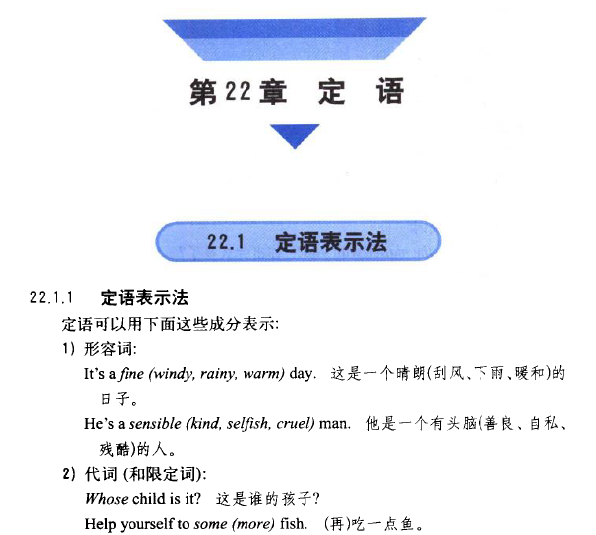 第22章 定 语
22.1 定语表示法
22.1.1 定语表示法
定语可以用下面这些成分表示:
1) 形容词:
It's a fine (windy, rainy, warm) day. 这是一个晴朗(刮风、下雨、暖和)的
日子。
He's a sensible (kind, selfish, cruel) man. 他是一个有头脑(善良、自私、
残酷)的人。
2) 代词 (和限定词):
Whose child is it? 这是谁的孩子?
Help yourself to some (more) fish. (再)吃一点鱼。